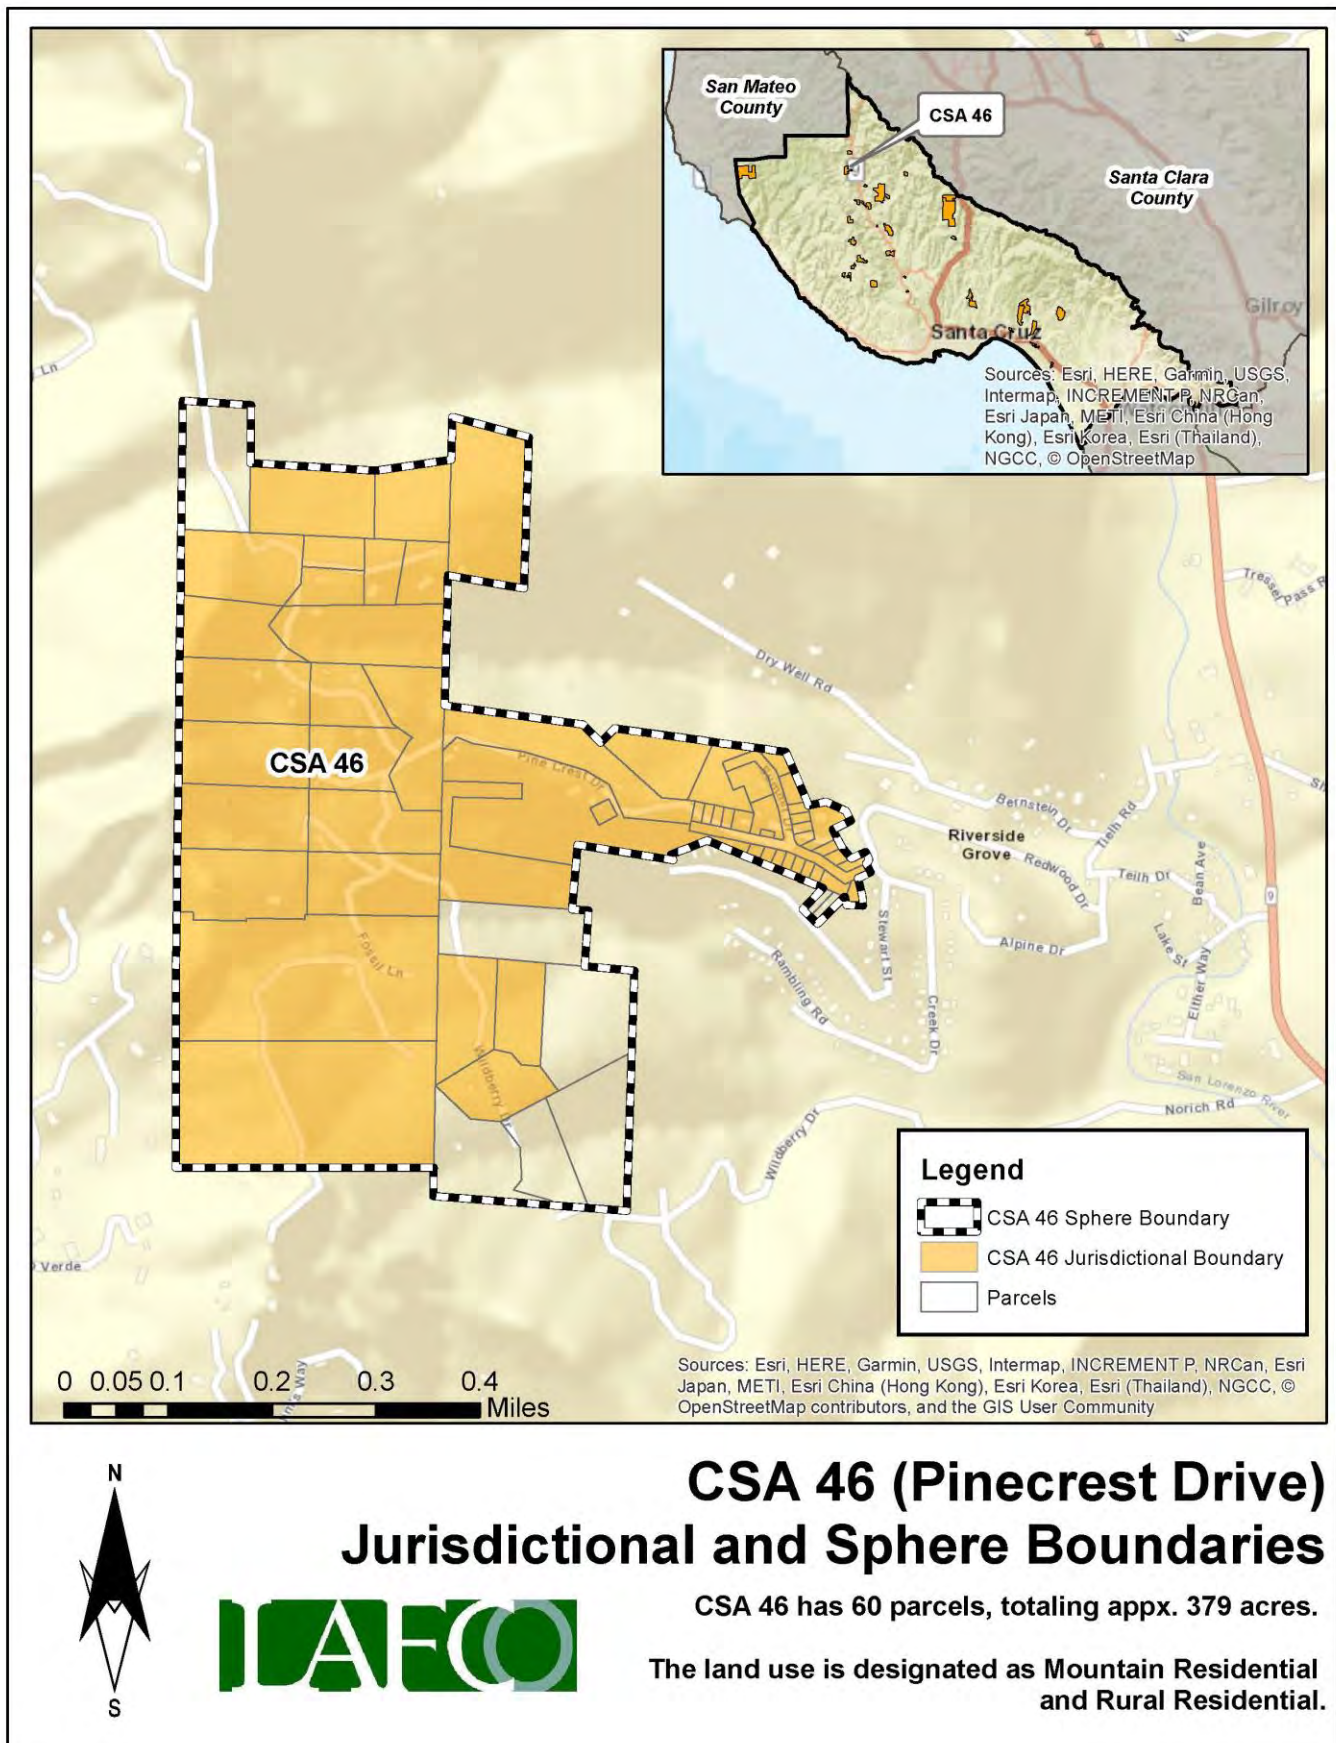 San Mateo
County
CSA 46
Santa Clara
County
Gilroy
Santa Cruz
Sources: Esri, HERE, Garmin, USGS,
Intermap, INCREMENT P, NRCan,
Esri Japan, METI, Esri China (Hong
Kong), Esri Korea, Esri (Thailand),
NGCC, © OpenStreetMap
Ln
Tresser Pass R
Dry Well Rd
CSA 46
Pine Crest Dr
Bernstein Dr
Tielh Rd
Riverside
Grove
Redwood Dr
Teilh Dr
Bean Ave
9
Stewart St
Alpine Dr
Lake St
Either Way
Fossil Ln
Rambling Rd
Creek Dr
Wildberry Dr
San Lorenzo River
Norich Rd
Wildberry Dr
Verde
Legend
CSA 46 Sphere Boundary
CSA 46 Jurisdictional Boundary
Parcels
0 0.05 0.1 0.2 0.3 0.4
Miles
Sources: Esri, HERE, Garmin, USGS, Intermap, INCREMENT P, NRCan, Esri
Japan, METI, Esri China (Hong Kong), Esri Korea, Esri (Thailand), NGCC, ©
OpenStreetMap contributors, and the GIS User Community
N
S
CSA 46 (Pinecrest Drive)
Jurisdictional and Sphere Boundaries
LAFCO
CSA 46 has 60 parcels, totaling appx. 379 acres.
The land use is designated as Mountain Residential
and Rural Residential.